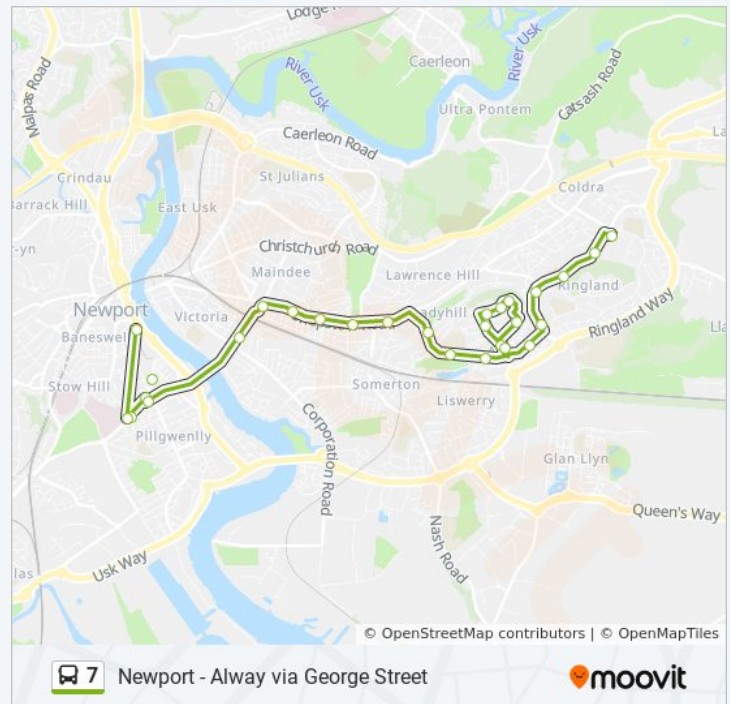 Lodge
Caerleon
River Usk
River Usk
Malpas Road
Ultra Pontem
Catsash Road
Caerleon Road
Crindau
St Julians
Coldra
Barrack Hill
East Usk
Christchurch Road
Maindee
Lawrence Hill
Ringland
Newport
Victoria
Ladyhill
Ringland Way
Baneswell
Stow Hill
Somerton
Liswerry
Pillgwenlly
Corporation Road
Glan Llyn
Queen's Way
Nash Road
Usk Way
© OpenStreetMap contributors | © OpenMapTiles
7 Newport - Alway via George Street
moovit